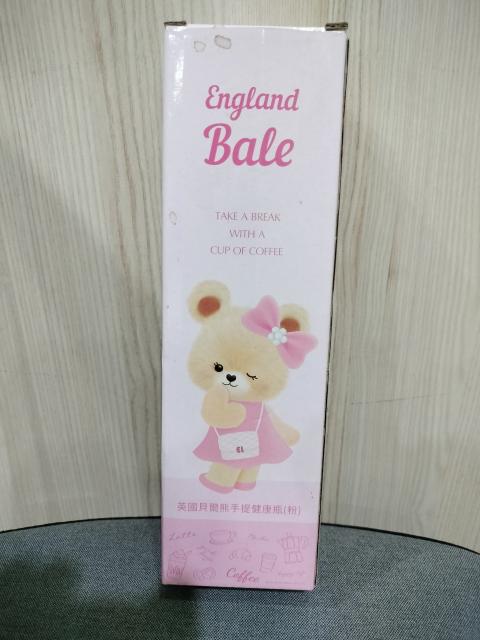 England
Bale
TAKE A BREAK
WITH A
CUP OF COFFEE
英國貝爾熊手提健康瓶(粉)
Latte
Coffee